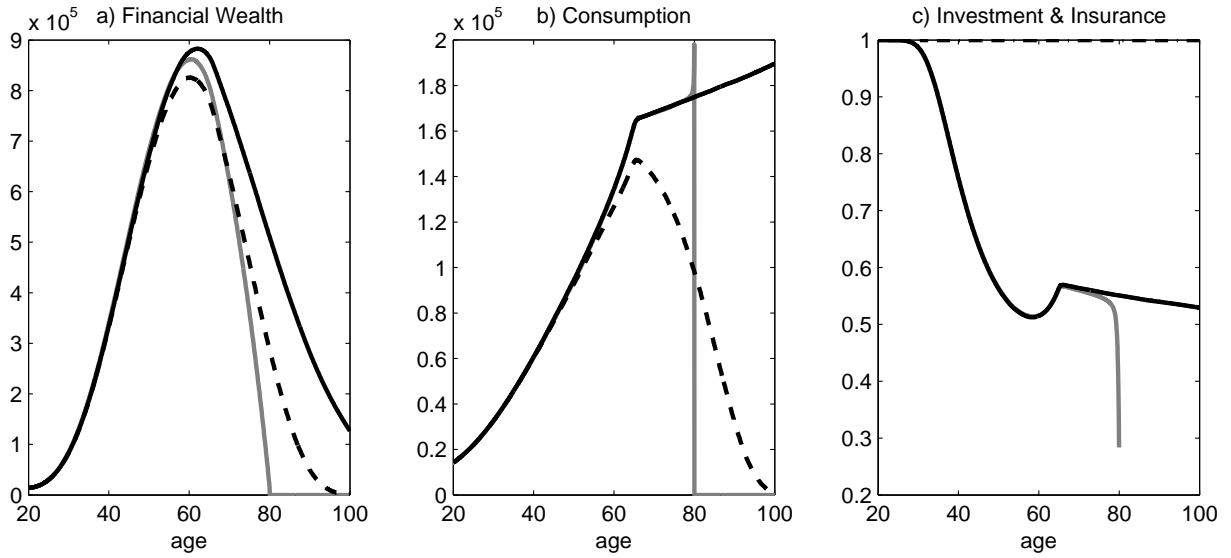 a) Financial Wealth
x 10^5
9
8
7
6
5
4
3
2
1
0
20 40 60 80 100
age
b) Consumption
x 10^5
2
1.8
1.6
1.4
1.2
1
0.8
0.6
0.4
0.2
0
20 40 60 80 100
age
c) Investment & Insurance
1
0.9
0.8
0.7
0.6
0.5
0.4
0.3
0.2
20 40 60 80 100
age